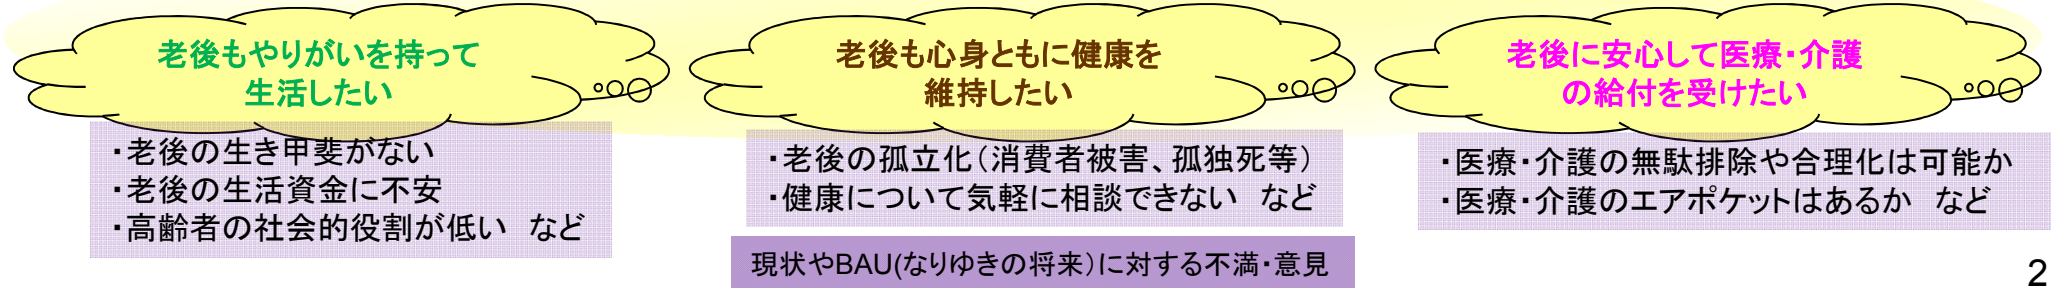 老後もやりがいを持って
生活したい
・老後の生き甲斐がない
・老後の生活資金に不安
・高齢者の社会的役割が低い　など
老後も心身ともに健康を
維持したい
・老後の孤立化（消費者被害、孤独死等）
・健康について気軽に相談できない　など
老後に安心して医療・介護
の給付を受けたい
・医療・介護の無駄排除や合理化は可能か
・医療・介護のエアポケットはあるか　など
現状やBAU(なりゆきの将来）に対する不満・意見
2